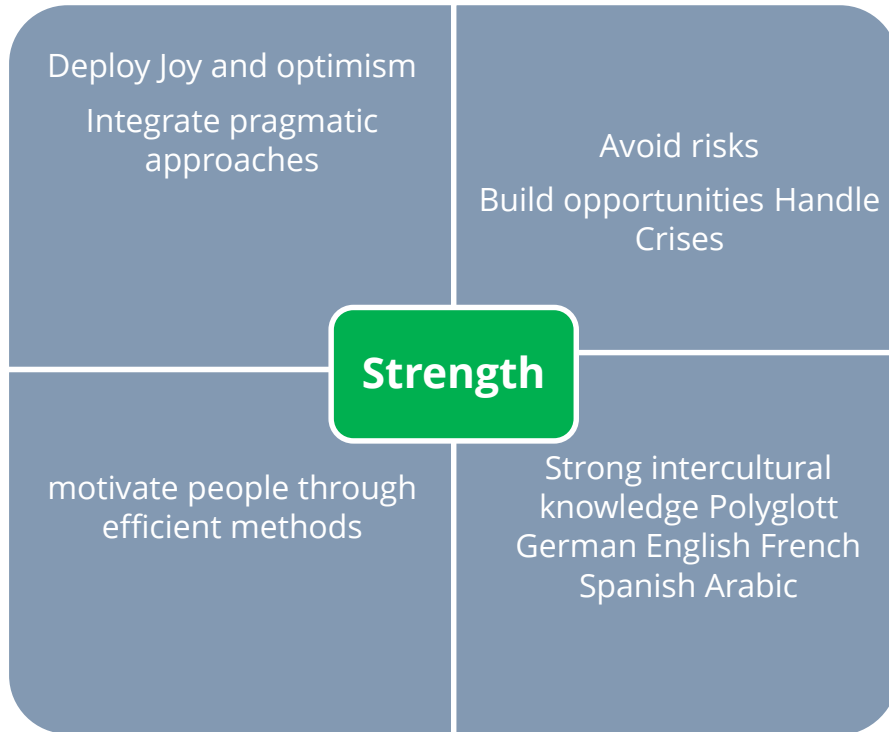 Deploy Joy and optimism
Integrate pragmatic
approaches
Avoid risks
Build opportunities Handle
Crises
Strength
motivate people through
efficient methods
Strong intercultural
knowledge Polyglott
German English French
Spanish Arabic